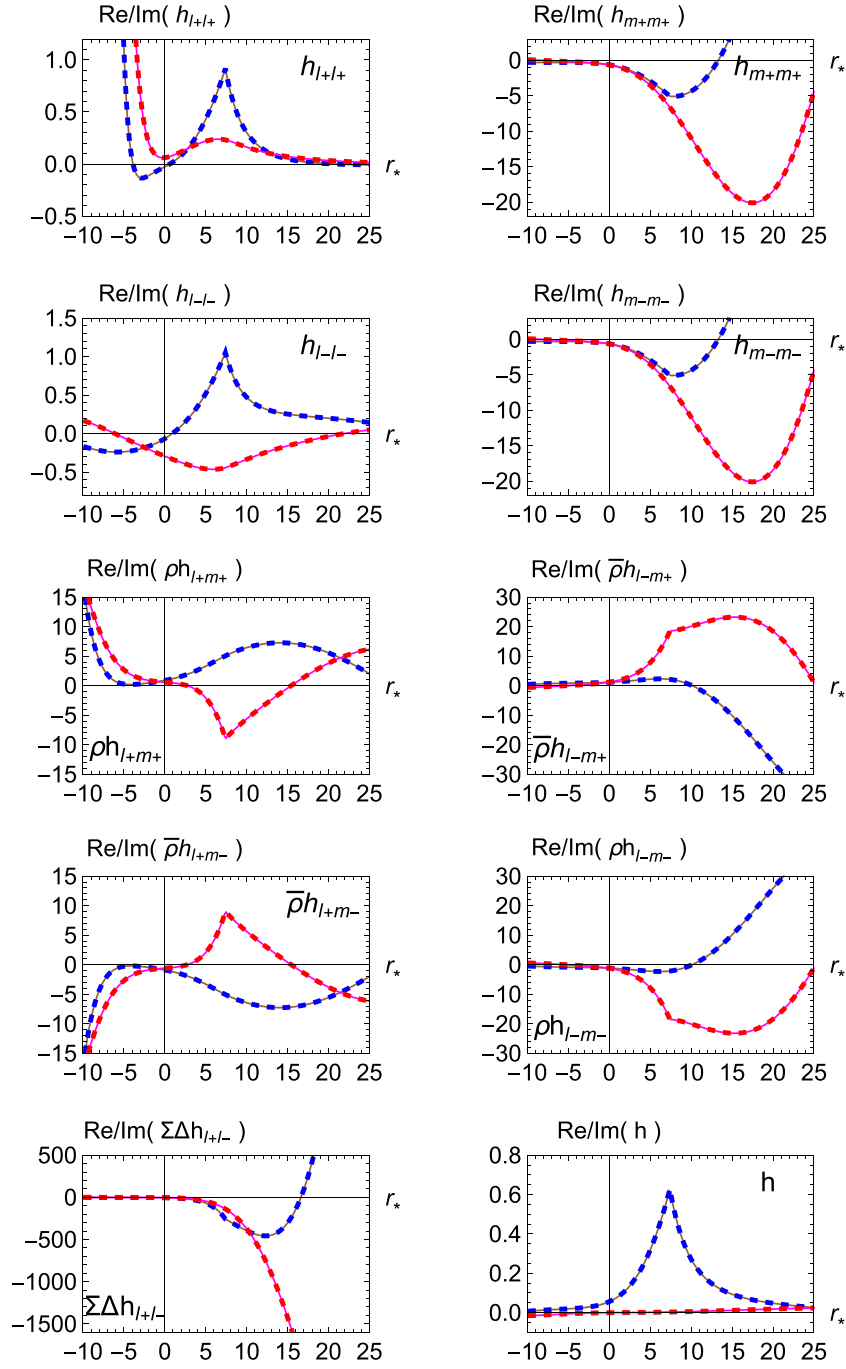 Re/Im( h_{l+l+} ) Re/Im( h_{m+m+} )
1.0
0.5
0.0
−0.5
h_{l+l+}
r_*
−10 −5 0 5 10 15 20 25
0
−5
−10
−15
−20
h_{m+m+}
r_*
−10 −5 0 5 10 15 20 25
Re/Im( h_{l−l−} ) Re/Im( h_{m−m−} )
1.5
1.0
0.5
0.0
−0.5
h_{l−l−}
r_*
−10 −5 0 5 10 15 20 25
0
−5
−10
−15
−20
h_{m−m−}
r_*
−10 −5 0 5 10 15 20 25
Re/Im( ρh_{l+m+} ) Re/Im( ρ̅h_{l−m+} )
15
10
5
0
−5
−10
−15
ρh_{l+m+}
r_*
−10 −5 0 5 10 15 20 25
30
20
10
0
−10
−20
−30
ρ̅h_{l−m+}
r_*
−10 −5 0 5 10 15 20 25
Re/Im( ρ̅h_{l+m−} ) Re/Im( ρh_{l−m−} )
15
10
5
0
−5
−10
−15
ρ̅h_{l+m−}
r_*
−10 −5 0 5 10 15 20 25
30
20
10
0
−10
−20
−30
ρh_{l−m−}
r_*
−10 −5 0 5 10 15 20 25
Re/Im( ΣΔh_{l+l−} ) Re/Im( h )
500
0
−500
−1000
−1500
ΣΔh_{l+l−}
r_*
−10 −5 0 5 10 15 20 25
0.8
0.6
0.4
0.2
0.0
h
r_*
−10 −5 0 5 10 15 20 25